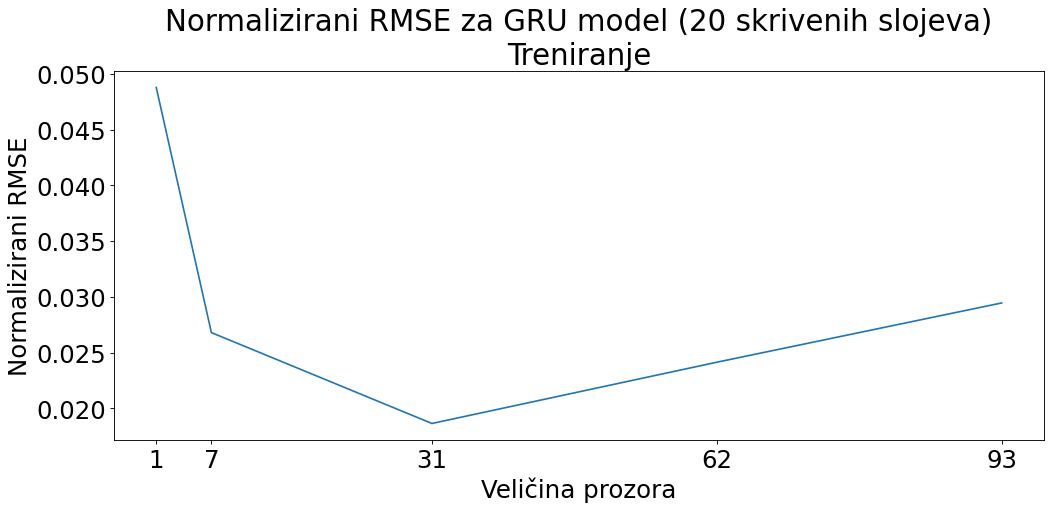 Normalizirani RMSE za GRU model (20 skrivenih slojeva)
Treniranje
0.050
0.045
0.040
0.035
0.030
0.025
0.020
Normalizirani RMSE
1 7 31 62 93
Veličina prozora